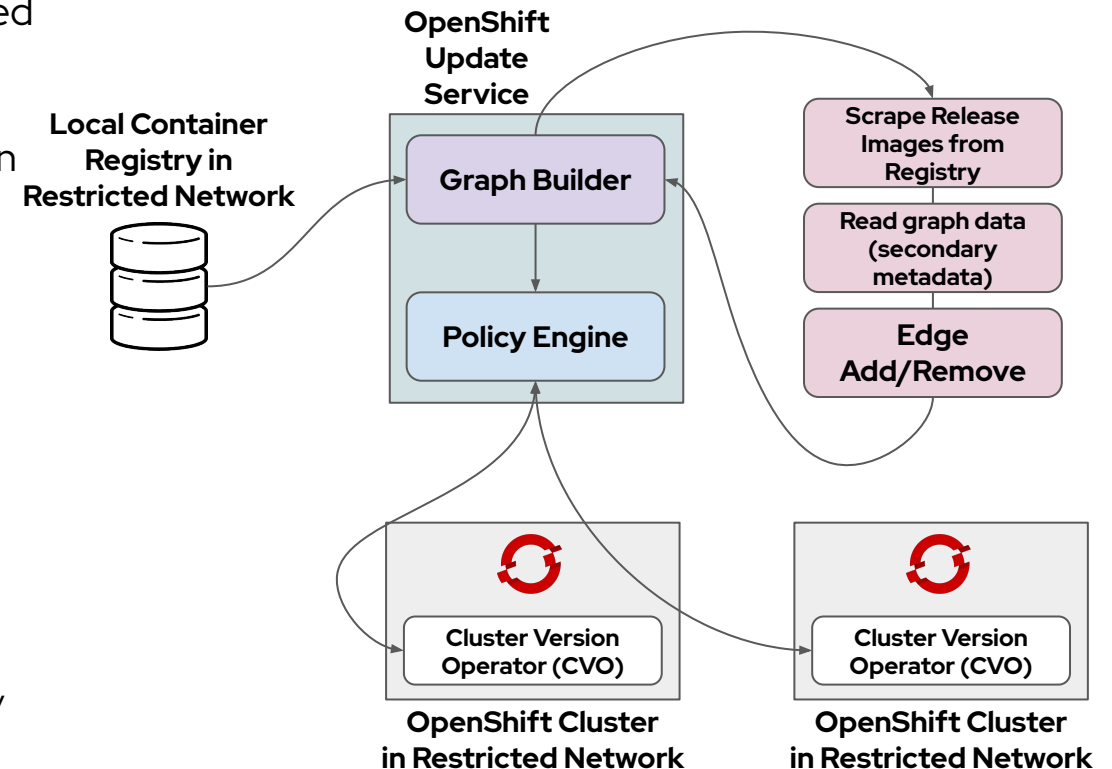 ed
n
y
OpenShift
Update
Service
Local Container
Registry in
Restricted Network
Graph Builder
Policy Engine
Scrape Release
Images from
Registry
Read graph data
(secondary
metadata)
Edge
Add/Remove
Cluster Version
Operator (CVO)
OpenShift Cluster
in Restricted Network
Cluster Version
Operator (CVO)
OpenShift Cluster
in Restricted Network